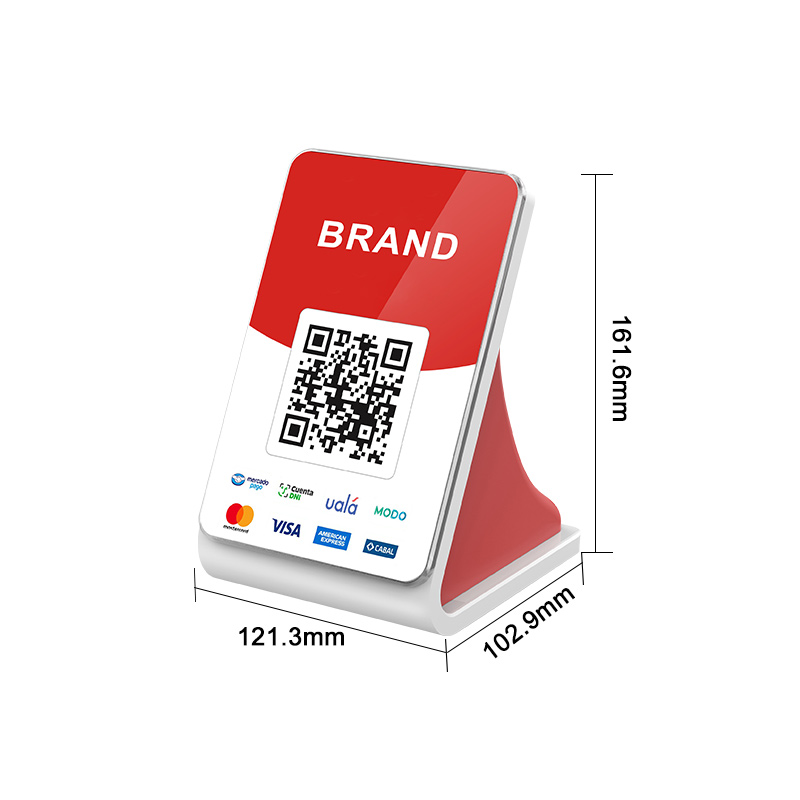 BRAND
mercado
pago
Cuenta
DNI
ualá
MODO
mastercard
VISA
AMERICAN
EXPRESS
CABAL
161.6mm
121.3mm
102.9mm